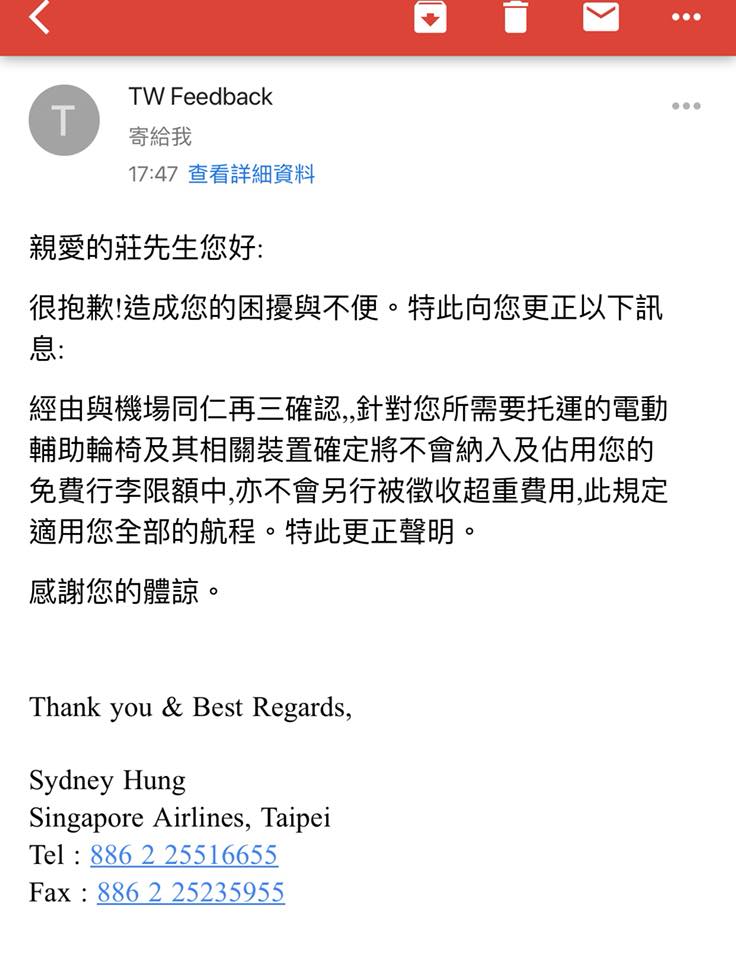 T
TW Feedback
寄給我
17:47 查看詳細資料
親愛的莊先生您好:
很抱歉!造成您的困擾與不便。特此向您更正以下訊
息:
經由與機場同仁再三確認,,針對您所需要托運的電動
輔助輪椅及其相關裝置確定將不會納入及佔用您的
免費行李限額中,亦不會另行被徵收超重費用,此規定
適用您全部的航程。特此更正聲明。
感謝您的體諒。
Thank you & Best Regards,
Sydney Hung
Singapore Airlines, Taipei
Tel : 886 2 25516655
Fax : 886 2 25235955